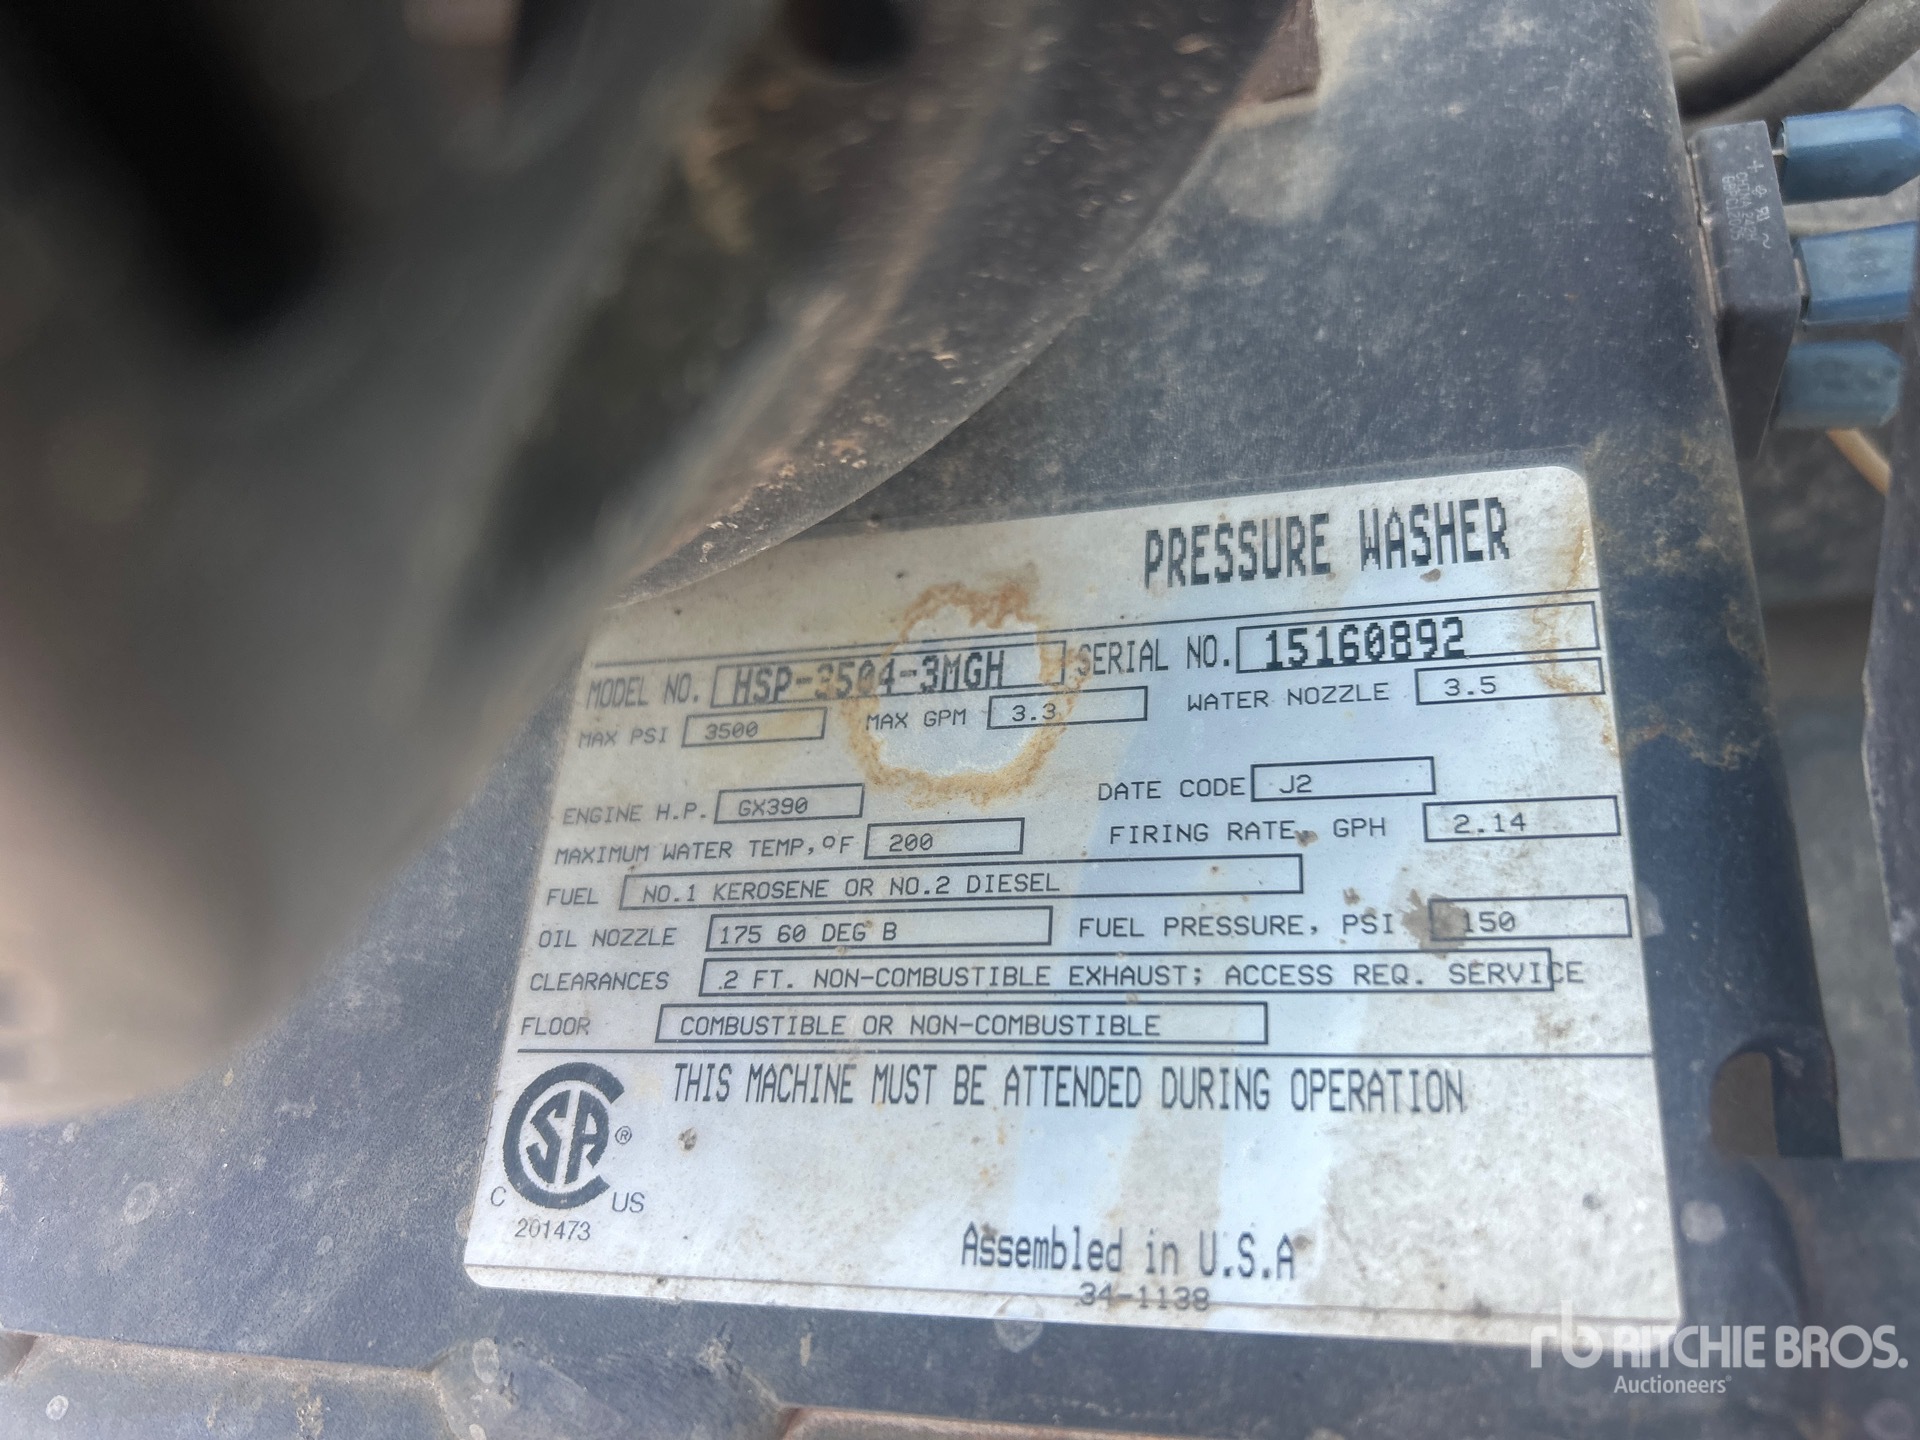 PRESSURE WASHER
MODEL NO. HSP-3504-3MGH SERIAL NO. 15160892
MAX PSI 3500 MAX GPM 3.3 WATER NOZZLE 3.5
ENGINE H.P. GX390 DATE CODE J2
MAXIMUM WATER TEMP,°F 200 FIRING RATE, GPH 2.14
FUEL NO.1 KEROSENE OR NO.2 DIESEL
OIL NOZZLE 175 60 DEG B FUEL PRESSURE, PSI 150
CLEARANCES .2 FT. NON-COMBUSTIBLE EXHAUST; ACCESS REQ. SERVICE
FLOOR COMBUSTIBLE OR NON-COMBUSTIBLE
THIS MACHINE MUST BE ATTENDED DURING OPERATION
CSA®
C US
201473
Assembled in U.S.A
34-1138
rb RITCHIE BROS.
Auctioneers